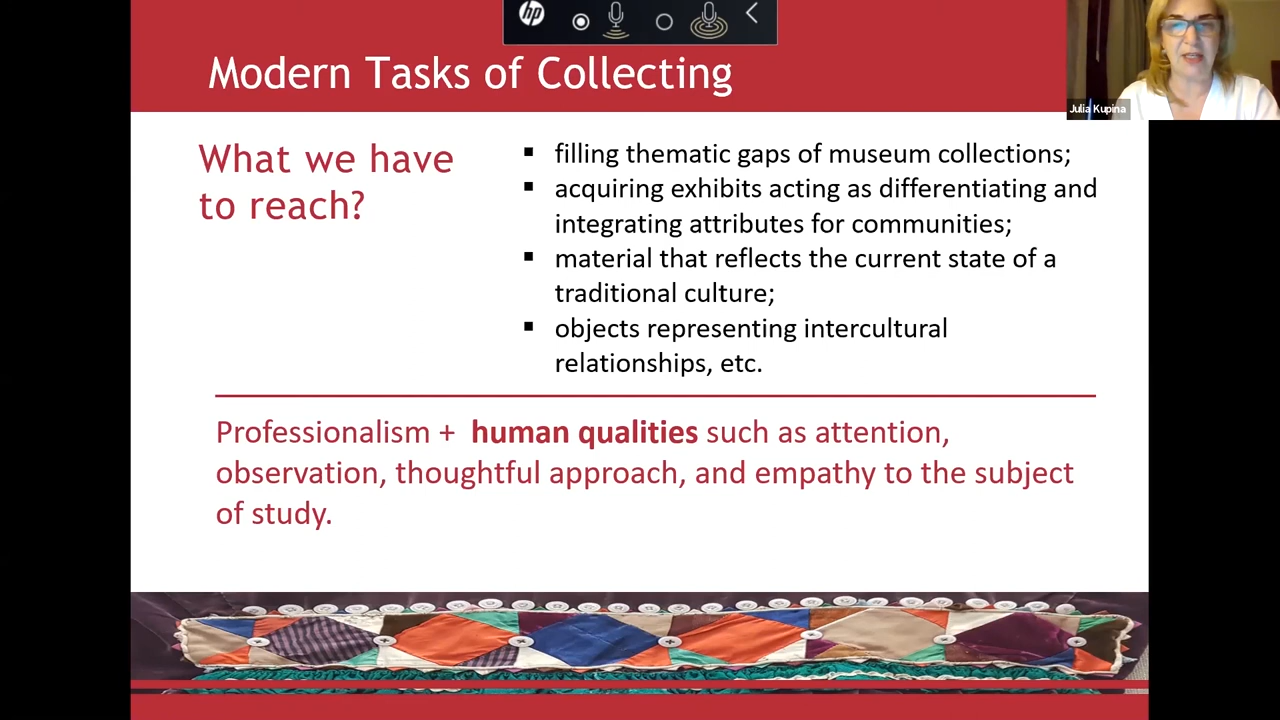 hp
Modern Tasks of Collecting
Julia Kupina
What we have
to reach?
▪ filling thematic gaps of museum collections;
▪ acquiring exhibits acting as differentiating and
integrating attributes for communities;
▪ material that reflects the current state of a
traditional culture;
▪ objects representing intercultural
relationships, etc.
Professionalism + human qualities such as attention,
observation, thoughtful approach, and empathy to the subject
of study.